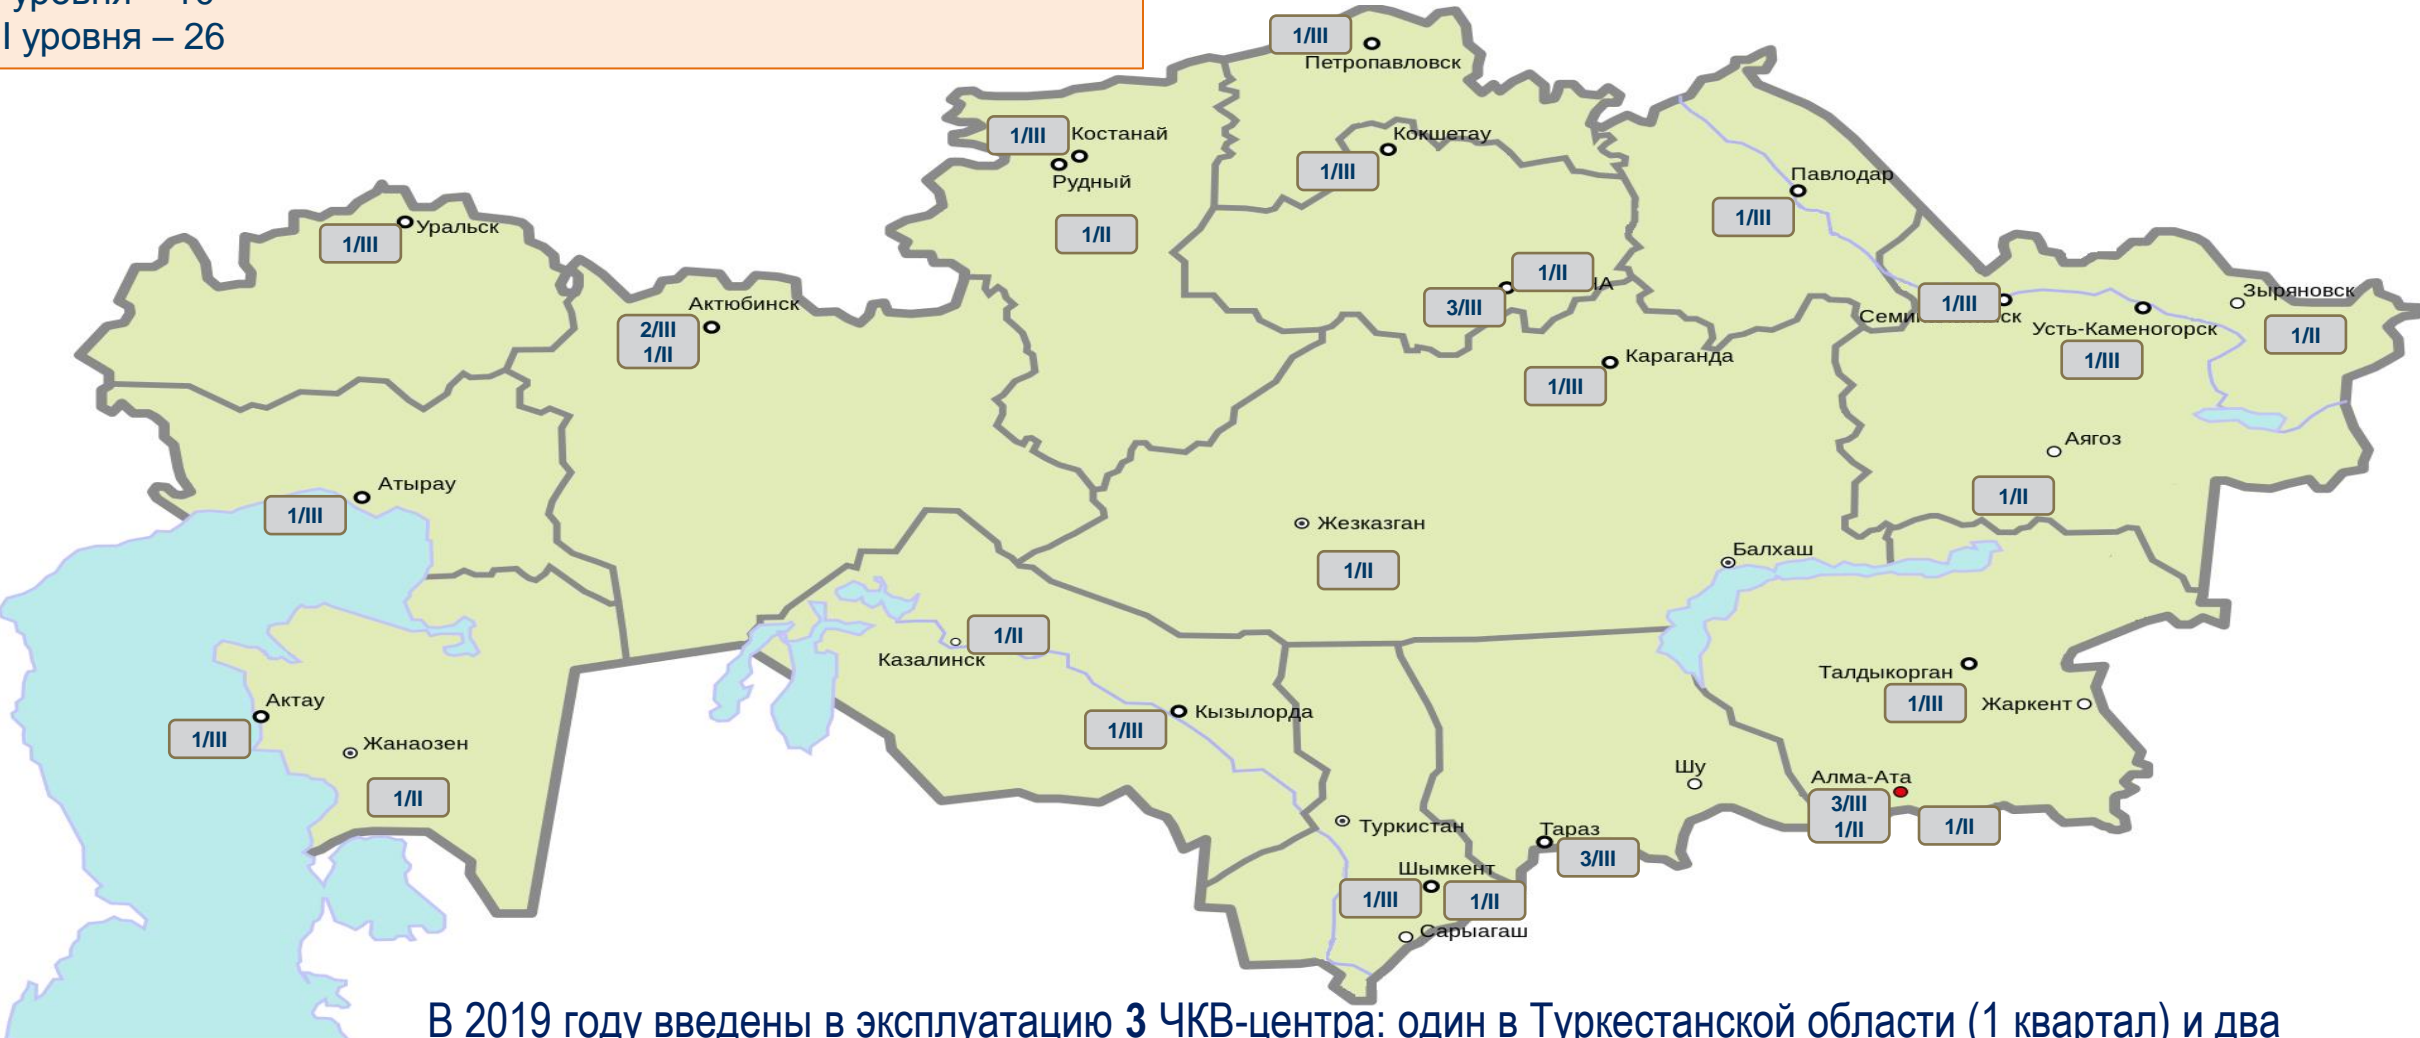 I уровня – 26
1/III
Петропавловск
1/III
Костанай
Рудный
Кокшетау
1/III
Павлодар
1/III
1/II
Уральск
1/III
1/II
3/III
Актюбинск
2/III
1/II
1/III
Усть-Каменогорск
1/III
Зыряновск
1/II
Караганда
1/III
Аягоз
1/II
Атырау
1/III
Жезказган
1/II
Балхаш
1/II
Казалинск
Талдыкорган
1/III
Жаркент
Актау
1/III
Кызылорда
1/III
Жанаозен
1/II
Шу
Алма-Ата
3/III
1/II
1/II
Туркистан
Тараз
3/III
Шымкент
1/III
1/II
Сарыагаш
В 2019 году введены в эксплуатацию 3 ЧКВ-центра: один в Туркестанской области (1 квартал) и два